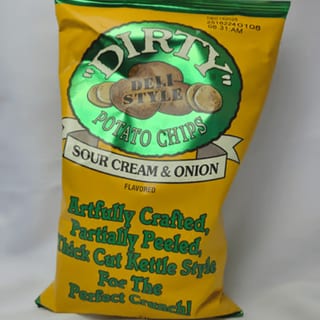 "DIRTY"
DELI
STYLE
POTATO CHIPS
SOUR CREAM & ONION
FLAVORED
Artfully Crafted,
Partially Peeled,
Thick Cut Kettle Style
For The
Perfect Crunch!